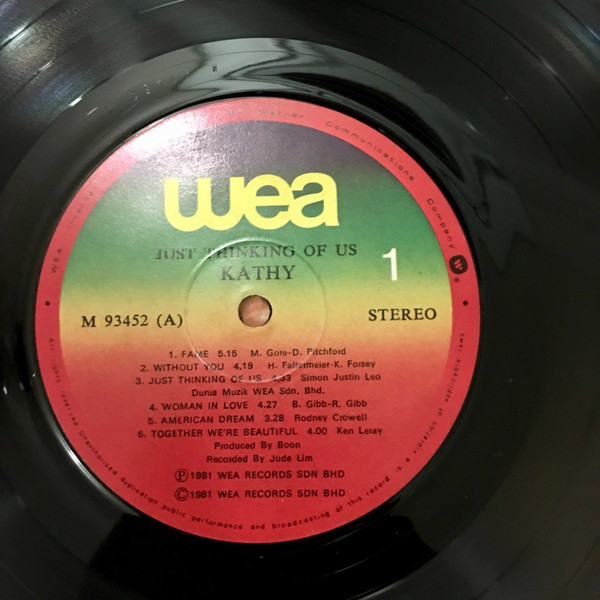 wea
JUST THINKING OF US
KATHY
1
M 93452 (A)
STEREO
1. FAME 5.15 M. Gore-D. Pitchford
2. WITHOUT YOU 4,19 H. Faltermeier-K. Forsey
3. JUST THINKING OF US 4,33 Simon Justin Leo
Dunia Muzik WEA Sdn, Bhd,
4. WOMAN IN LOVE 4.27 B. Gibb-R. Gibb
5. AMERICAN DREAM 3.28 Rodney Crowell
6. TOGETHER WE'RE BEAUTIFUL 4.00 Ken Leray
Produced By Boon
Recorded By Jude Lim
Ⓟ 1981 WEA RECORDS SDN BHD
© 1981 WEA RECORDS SDN BHD
WEA Warner Communications Company
All rights reserved Unauthorised duplication public performance and broadcasting of this record is a violation of applicable laws